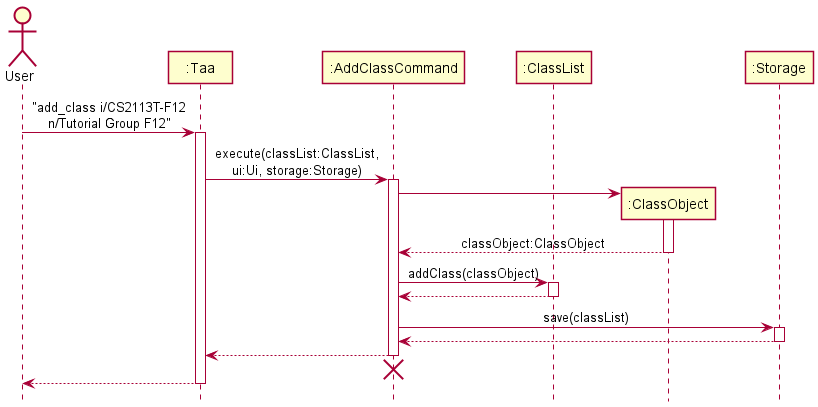 User
:Taa
:AddClassCommand
:ClassList
:Storage
"add_class i/CS2113T-F12
n/Tutorial Group F12"
execute(classList:ClassList,
ui:Ui, storage:Storage)
:ClassObject
classObject:ClassObject
addClass(classObject)
save(classList)